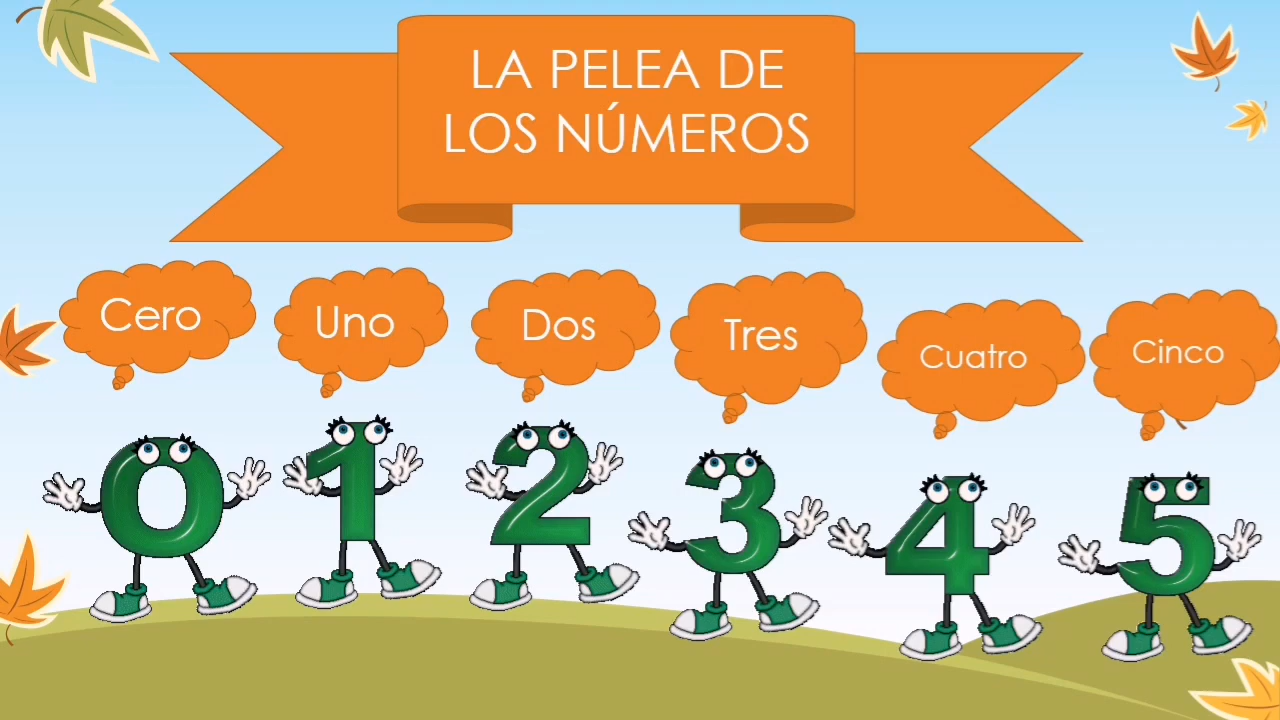 LA PELEA DE
LOS NÚMEROS
Cero
Uno
Dos
Tres
Cuatro
Cinco
0
1
2
3
4
5